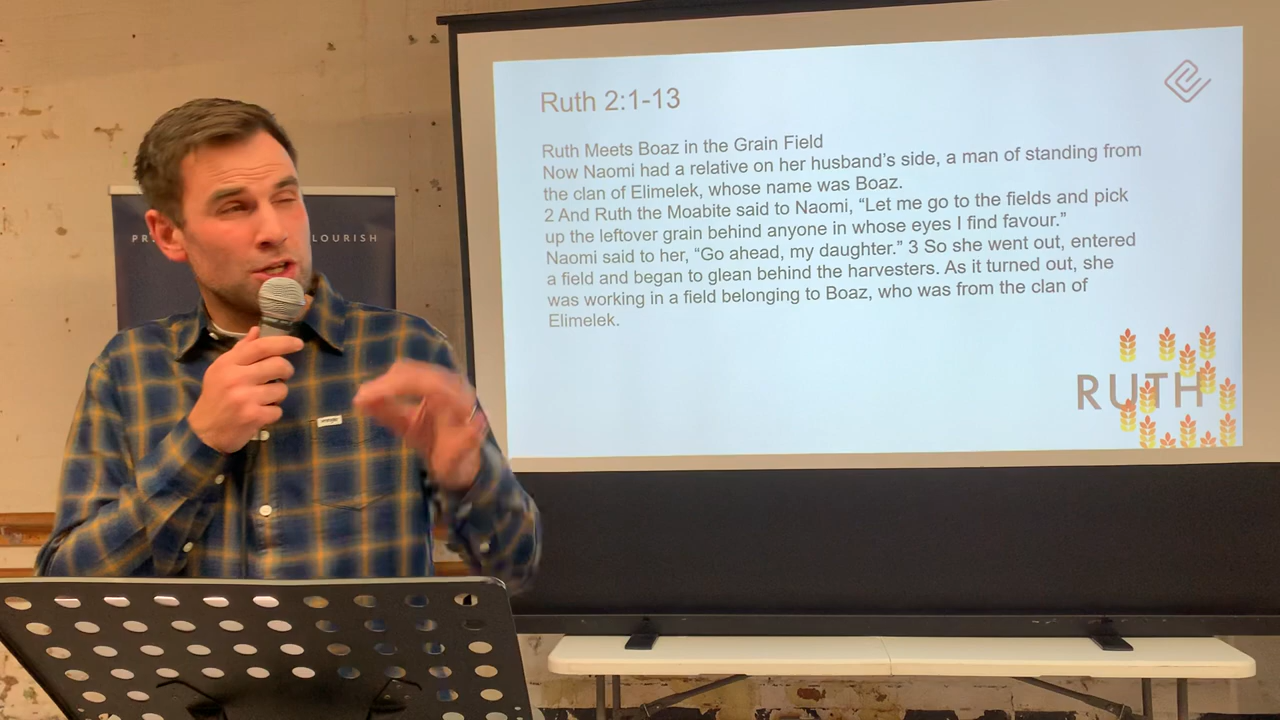 Ruth 2:1-13
Ruth Meets Boaz in the Grain Field
Now Naomi had a relative on her husband's side, a man of standing from
the clan of Elimelek, whose name was Boaz.
2 And Ruth the Moabite said to Naomi, “Let me go to the fields and pick
up the leftover grain behind anyone in whose eyes I find favour.”
Naomi said to her, “Go ahead, my daughter.” 3 So she went out, entered
a field and began to glean behind the harvesters. As it turned out, she
was working in a field belonging to Boaz, who was from the clan of
Elimelek.
RUTH